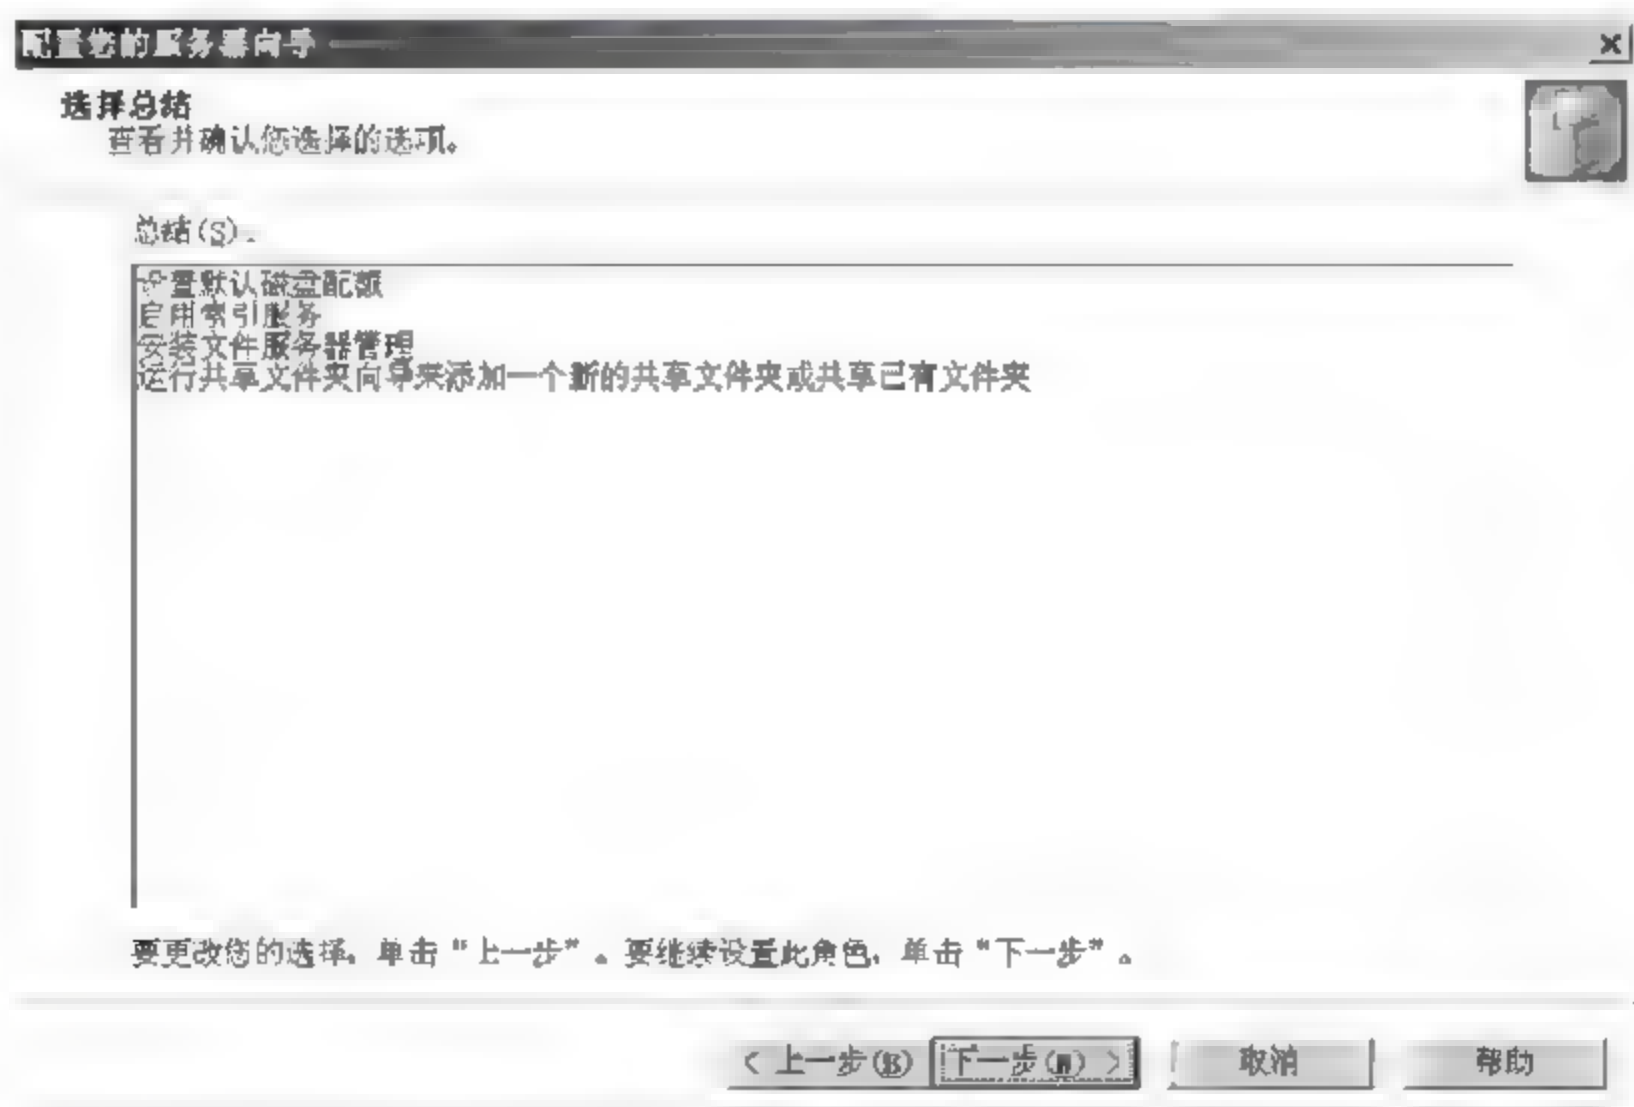 配置您的服务器向导
选择总结
查看并确认您选择的选项。
总结(S):
设置默认磁盘配额
启用索引服务
安装文件服务器管理
运行共享文件夹向导来添加一个新的共享文件夹或共享已有文件夹
要更改您的选择，单击“上一步”。要继续设置此角色，单击“下一步”。
< 上一步(B)
下一步(N) >
取消
帮助